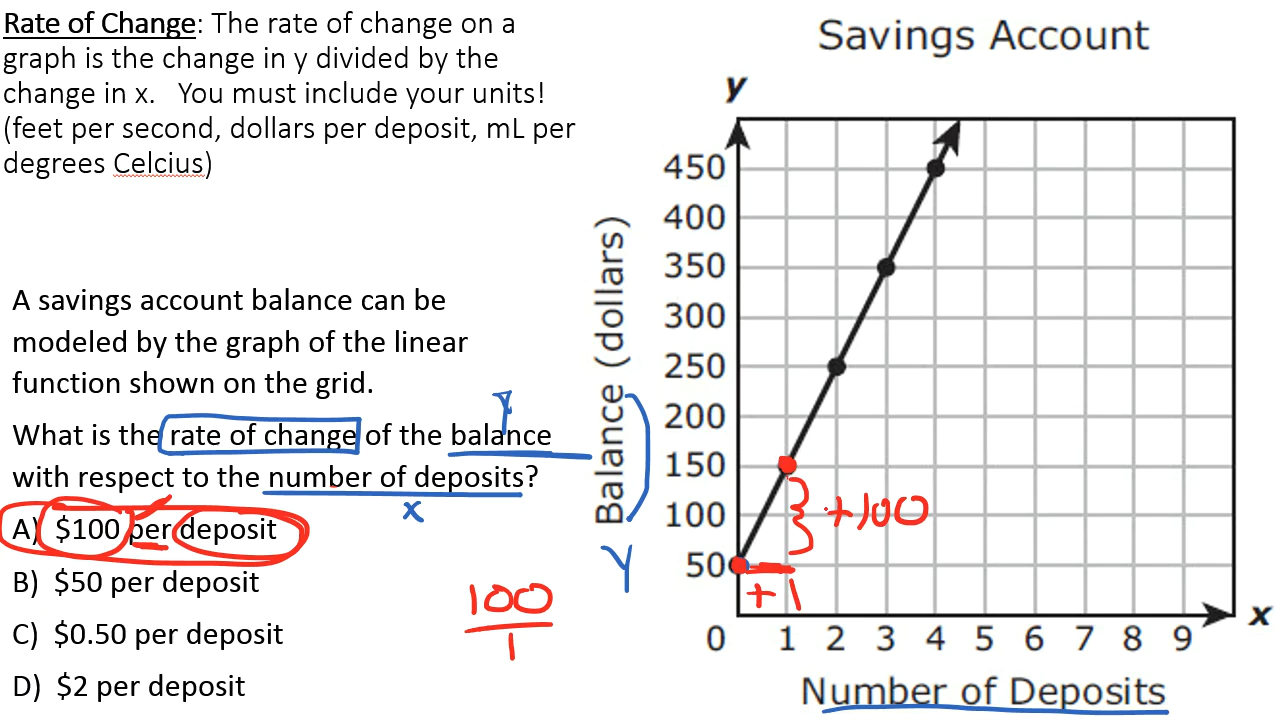 Rate of Change: The rate of change on a
graph is the change in y divided by the
change in x. You must include your units!
(feet per second, dollars per deposit, mL per
degrees Celcius)
A savings account balance can be
modeled by the graph of the linear
function shown on the grid.
y
What is the rate of change of the balance
with respect to the number of deposits?
x
A) $100 per deposit
B) $50 per deposit
C) $0.50 per deposit
D) $2 per deposit
100
1
Savings Account
y
Balance (dollars)
Y
450
400
350
300
250
200
150
100
50
+100
+1
0 1 2 3 4 5 6 7 8 9
x
Number of Deposits